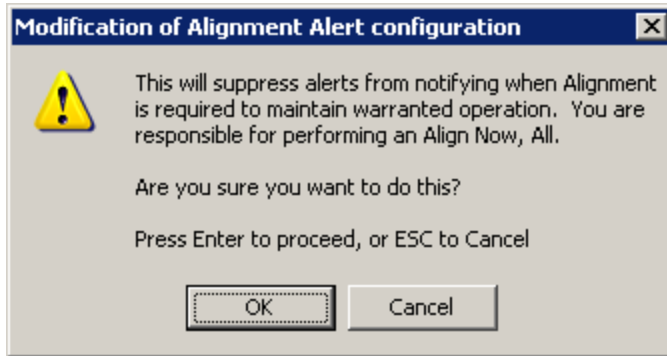 Modification of Alignment Alert configuration
This will suppress alerts from notifying when Alignment
is required to maintain warranted operation.  You are
responsible for performing an Align Now, All.
Are you sure you want to do this?
Press Enter to proceed, or ESC to Cancel
OK
Cancel